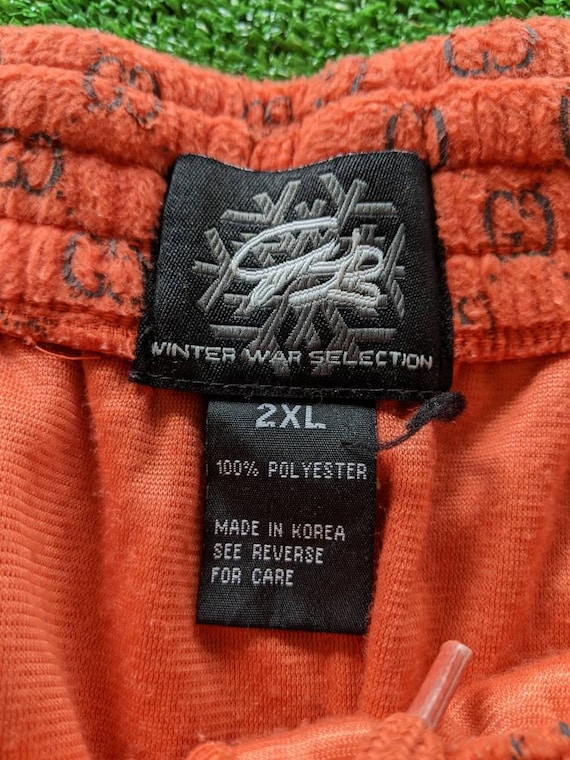 WINTER WAR SELECTION
2XL
100% POLYESTER
MADE IN KOREA
SEE REVERSE
FOR CARE